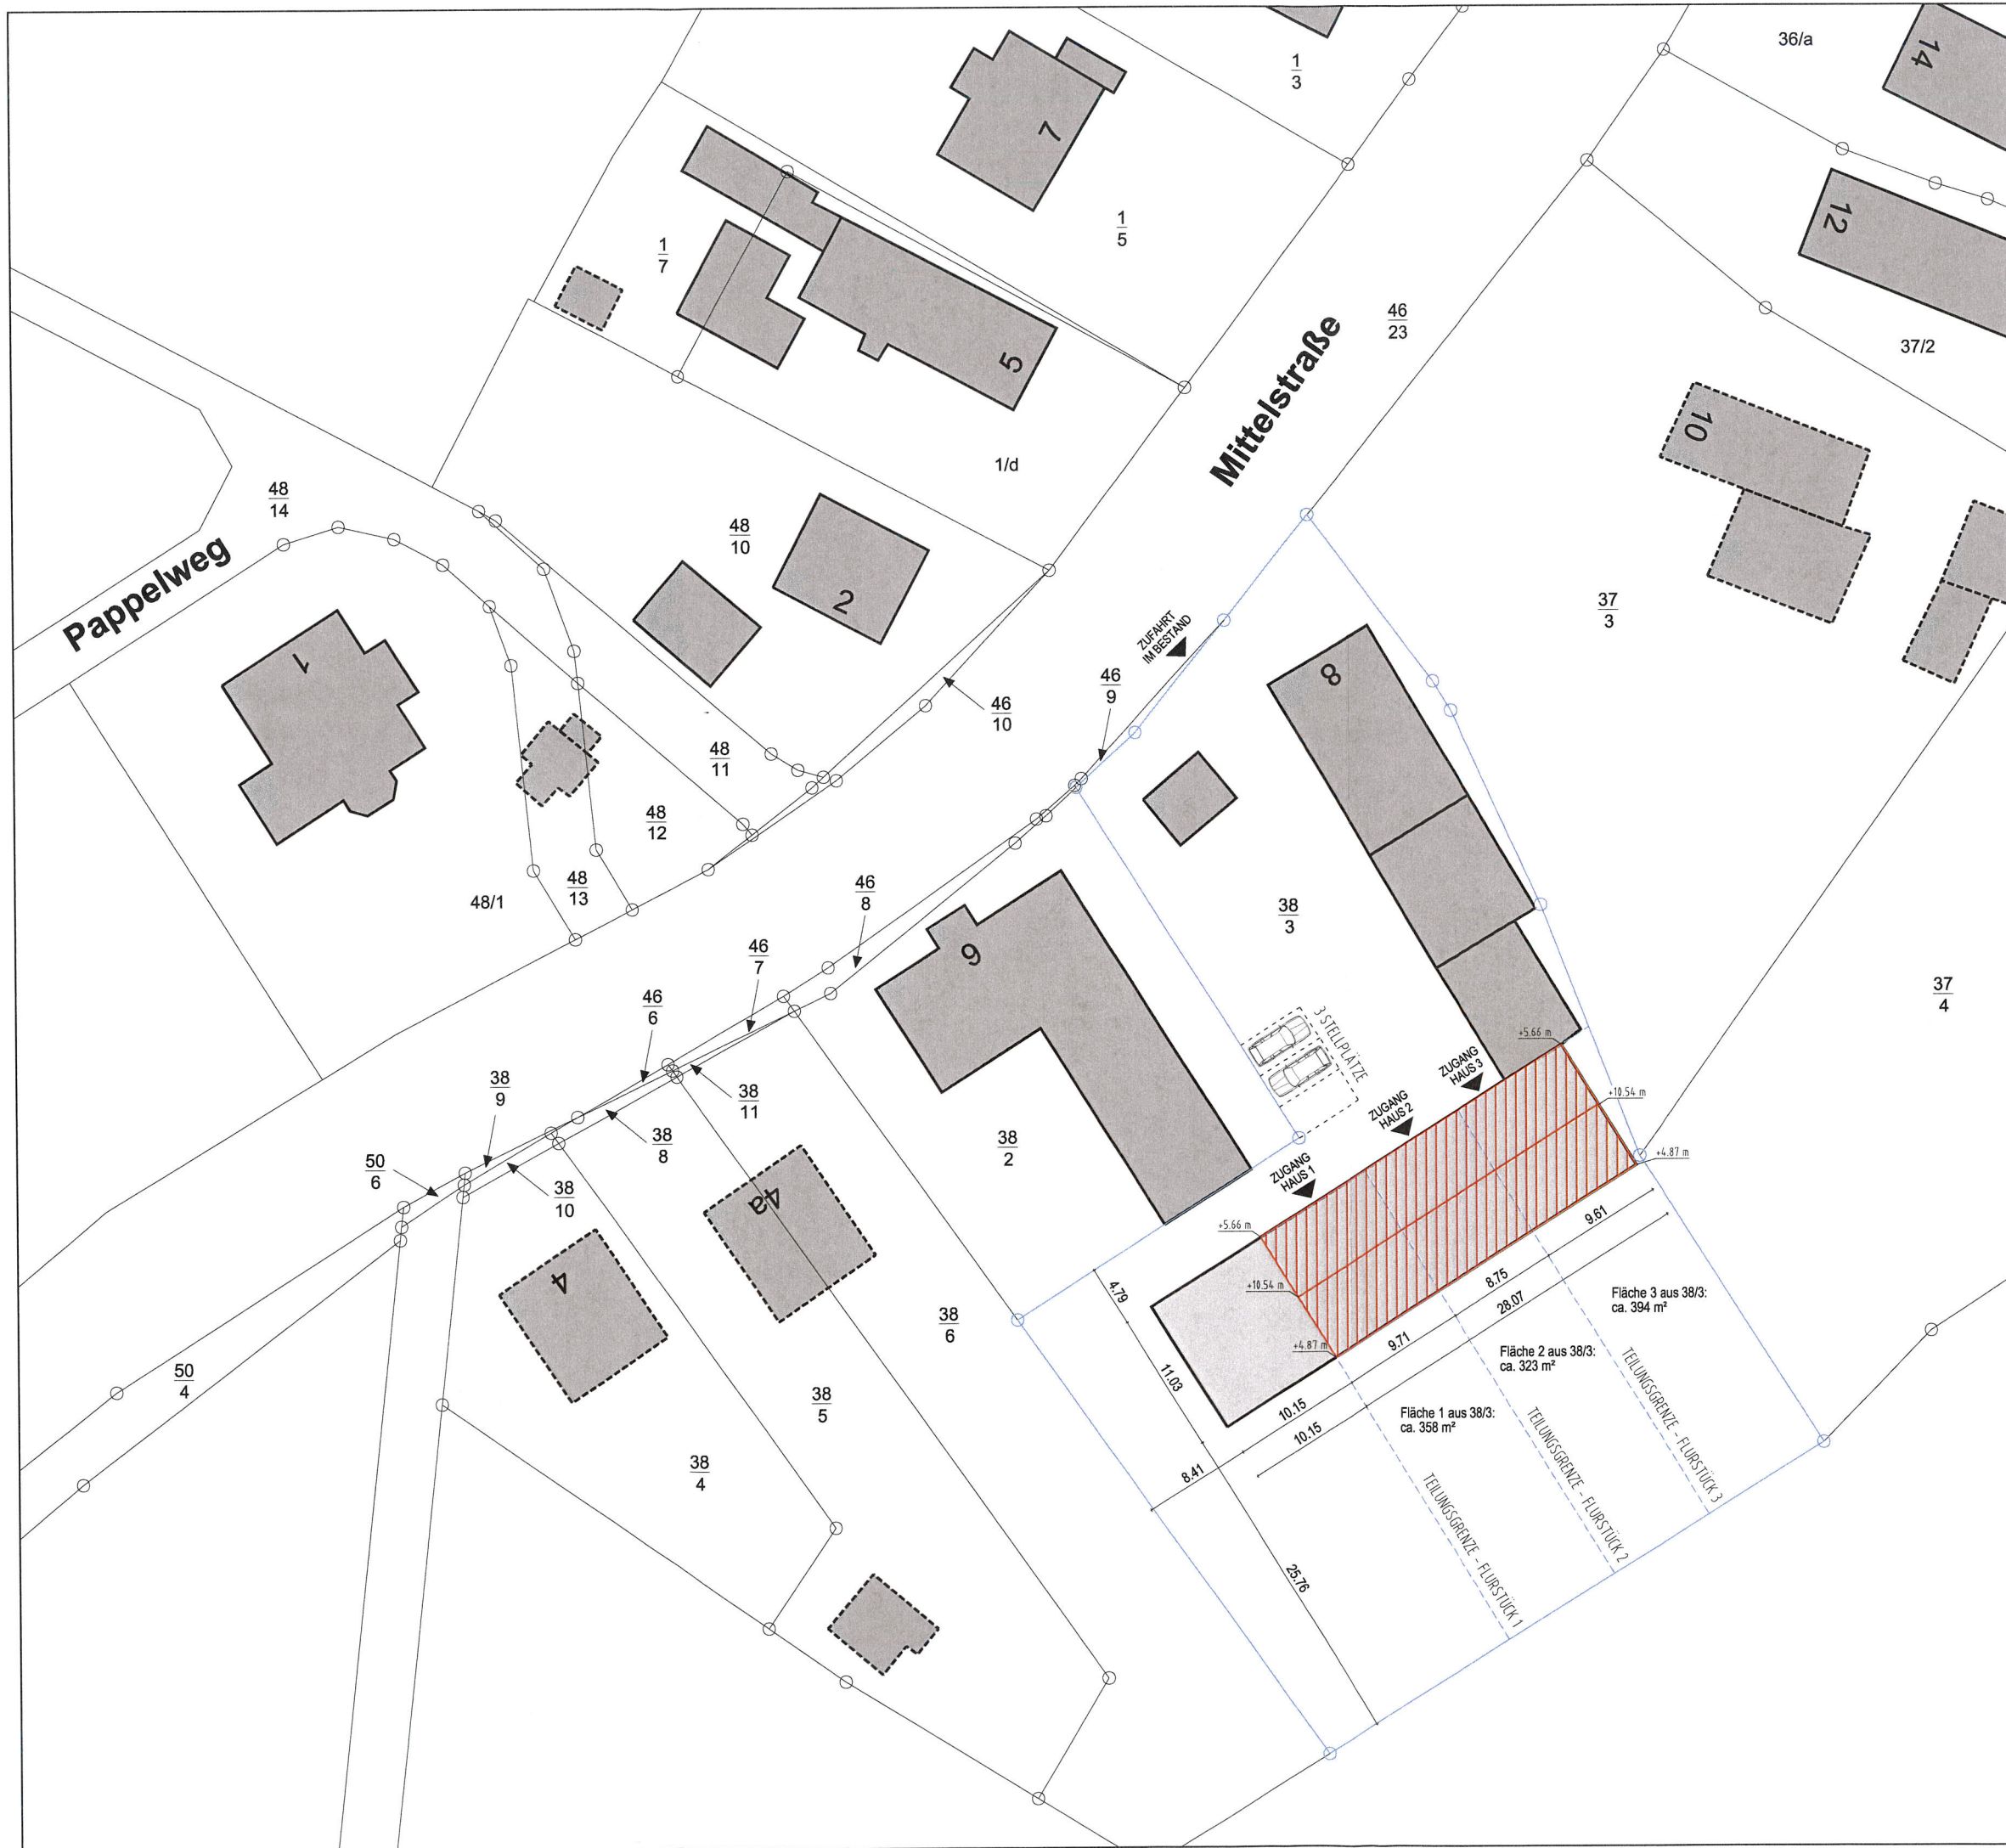 36/a
14
1
3
7
12
1
5
1
7
46
23
37/2
5
Mittelstraße
10
1/d
48
14
48
10
Pappelweg
2
37
3
ZUFAHRT
IM BESTAND
1
8
46
9
46
10
48
11
48
12
48
13
48/1
46
8
38
3
6
46
7
37
4
46
6
3 STELLPLÄTZE
+5.66 m
ZUGANG
HAUS 3
38
9
38
11
+10.54 m
ZUGANG
HAUS 2
38
8
38
2
+4.87 m
50
6
ZUGANG
HAUS 1
38
10
4a
9.61
+5.66 m
4
4.79
+10.54 m
8.75
28.07
Fläche 3 aus 38/3:
ca. 394 m²
38
6
+4.87 m
9.71
Fläche 2 aus 38/3:
ca. 323 m²
50
4
11.03
TEILUNGSGRENZE - FLURSTÜCK 3
38
5
10.15
Fläche 1 aus 38/3:
ca. 358 m²
10.15
TEILUNGSGRENZE - FLURSTÜCK 2
38
4
8.41
TEILUNGSGRENZE - FLURSTÜCK 1
25.76